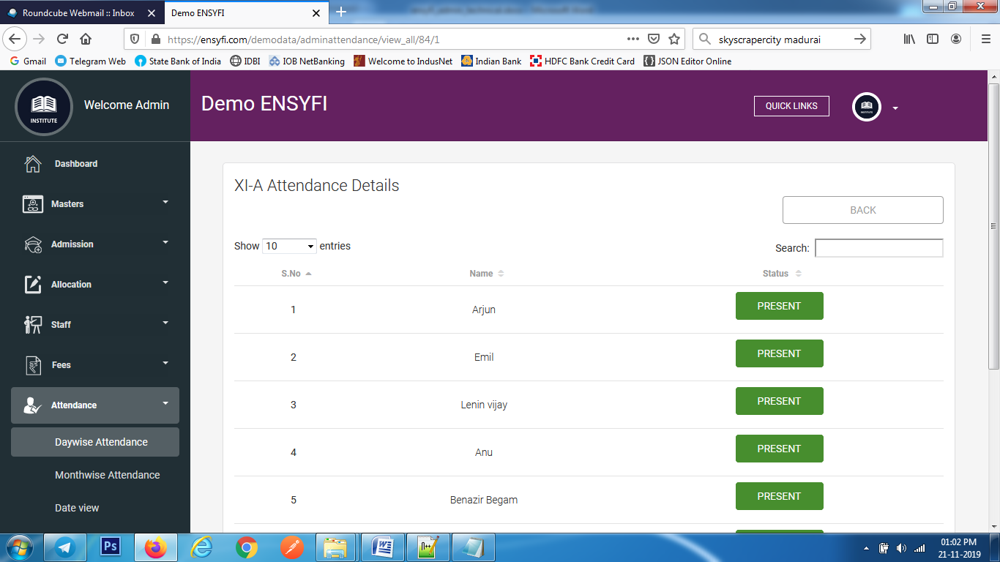 Roundcube Webmail :: Inbox
Demo ENSYFI
https://ensyfi.com/demodata/adminattendance/view_all/84/1
skyscrapercity madurai
Gmail
Telegram Web
State Bank of India
IDBI
IOB NetBanking
Welcome to IndusNet
Indian Bank
HDFC Bank Credit Card
JSON Editor Online
INSTITUTE
Welcome Admin
Demo ENSYFI
QUICK LINKS
Dashboard
Masters
Admission
Allocation
Staff
Fees
Attendance
Daywise Attendance
Monthwise Attendance
Date view
XI-A Attendance Details
BACK
Show 10 entries
Search:
S.No Name Status
1 Arjun PRESENT
2 Emil PRESENT
3 Lenin vijay PRESENT
4 Anu PRESENT
5 Benazir Begam PRESENT
Ps
01:02 PM
21-11-2019